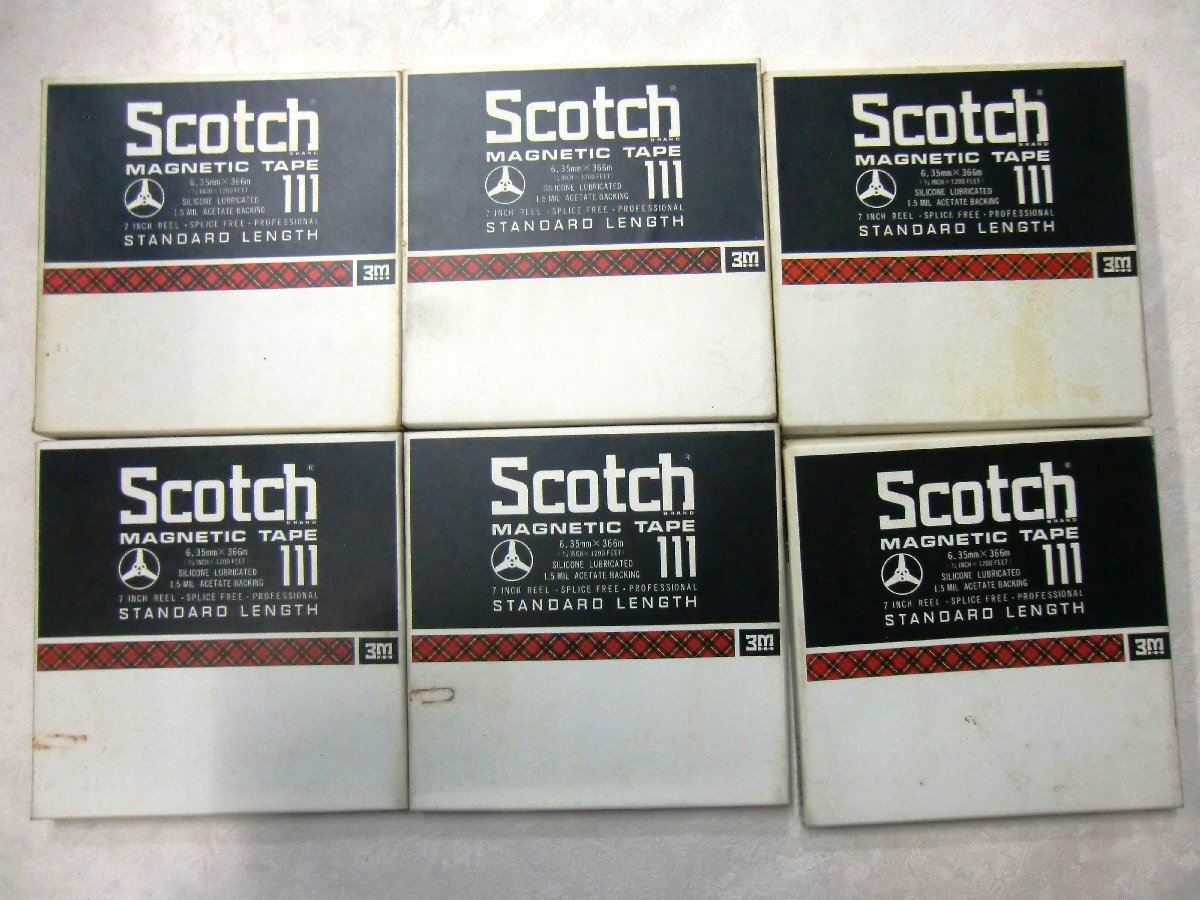 Scotch®
BRAND
MAGNETIC TAPE
6.35mm × 366m
(¼ INCH × 1200 FEET)
SILICONE LUBRICATED
1.5 MIL ACETATE BACKING
111
7 INCH REEL · SPLICE FREE · PROFESSIONAL
STANDARD LENGTH
3M
Scotch®
BRAND
MAGNETIC TAPE
6.35mm × 366m
(¼ INCH × 1200 FEET)
SILICONE LUBRICATED
1.5 MIL ACETATE BACKING
111
7 INCH REEL · SPLICE FREE · PROFESSIONAL
STANDARD LENGTH
3M
Scotch®
BRAND
MAGNETIC TAPE
6.35mm × 366m
(¼ INCH × 1200 FEET)
SILICONE LUBRICATED
1.5 MIL ACETATE BACKING
111
7 INCH REEL · SPLICE FREE · PROFESSIONAL
STANDARD LENGTH
3M
Scotch®
BRAND
MAGNETIC TAPE
6.35mm × 366m
(¼ INCH × 1200 FEET)
SILICONE LUBRICATED
1.5 MIL ACETATE BACKING
111
7 INCH REEL · SPLICE FREE · PROFESSIONAL
STANDARD LENGTH
3M
Scotch®
BRAND
MAGNETIC TAPE
6.35mm × 366m
(¼ INCH × 1200 FEET)
SILICONE LUBRICATED
1.5 MIL ACETATE BACKING
111
7 INCH REEL · SPLICE FREE · PROFESSIONAL
STANDARD LENGTH
3M
Scotch®
BRAND
MAGNETIC TAPE
6.35mm × 366m
(¼ INCH × 1200 FEET)
SILICONE LUBRICATED
1.5 MIL ACETATE BACKING
111
7 INCH REEL · SPLICE FREE · PROFESSIONAL
STANDARD LENGTH
3M